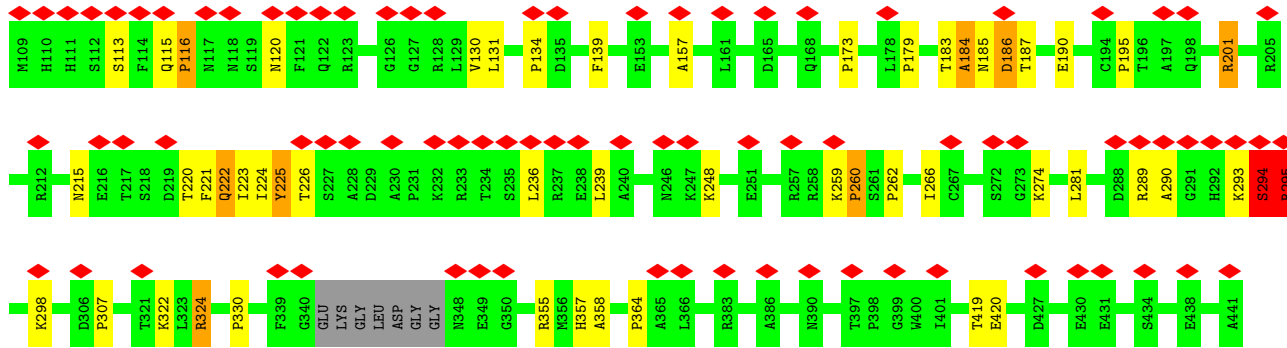 M109 H110 H111 S112 S113 F114 Q115 P116 N117 N118 S119 N120 F121 Q122 R123 G126 G127 R128 L129 V130 L131 P134 D135 F139 E153 A157 L161 D165 Q168 P173 L178 P179 T183 A184 N185 D186 T187 E190 C194 P195 T196 A197 Q198 R201 R205
R212 N215 E216 T217 S218 D219 T220 F221 Q222 I223 I224 Y225 T226 S227 A228 D229 A230 P231 K232 R233 T234 S235 L236 R237 E238 L239 A240 N246 K247 K248 E251 R257 R258 K259 P260 S261 P262 I266 C267 S272 G273 K274 L281 D288 R289 A290 G291 H292 K293 S294
K298 D306 P307 T321 K322 L323 R324 P330 F339 G340 GLU LYS GLY LEU ASP GLY GLY N348 E349 G350 R355 M356 H357 A358 P364 A365 L366 R383 A386 N390 T397 P398 G399 W400 I401 T419 E420 D427 E430 E431 S434 E438 A441